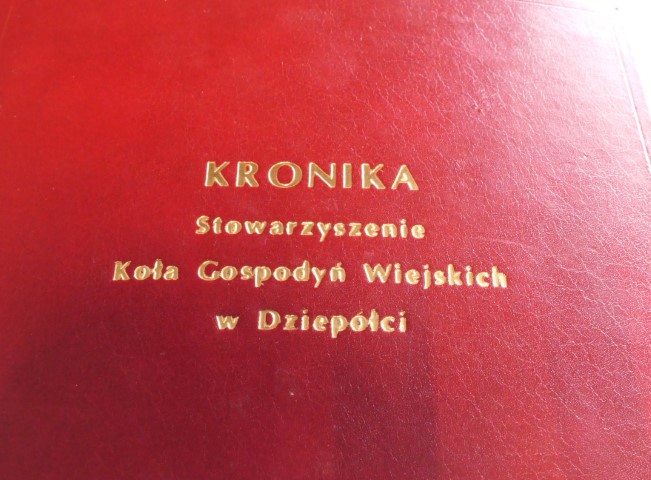 KRONIKA
Stowarzyszenie
Koła Gospodyń Wiejskich
w Dziepółci